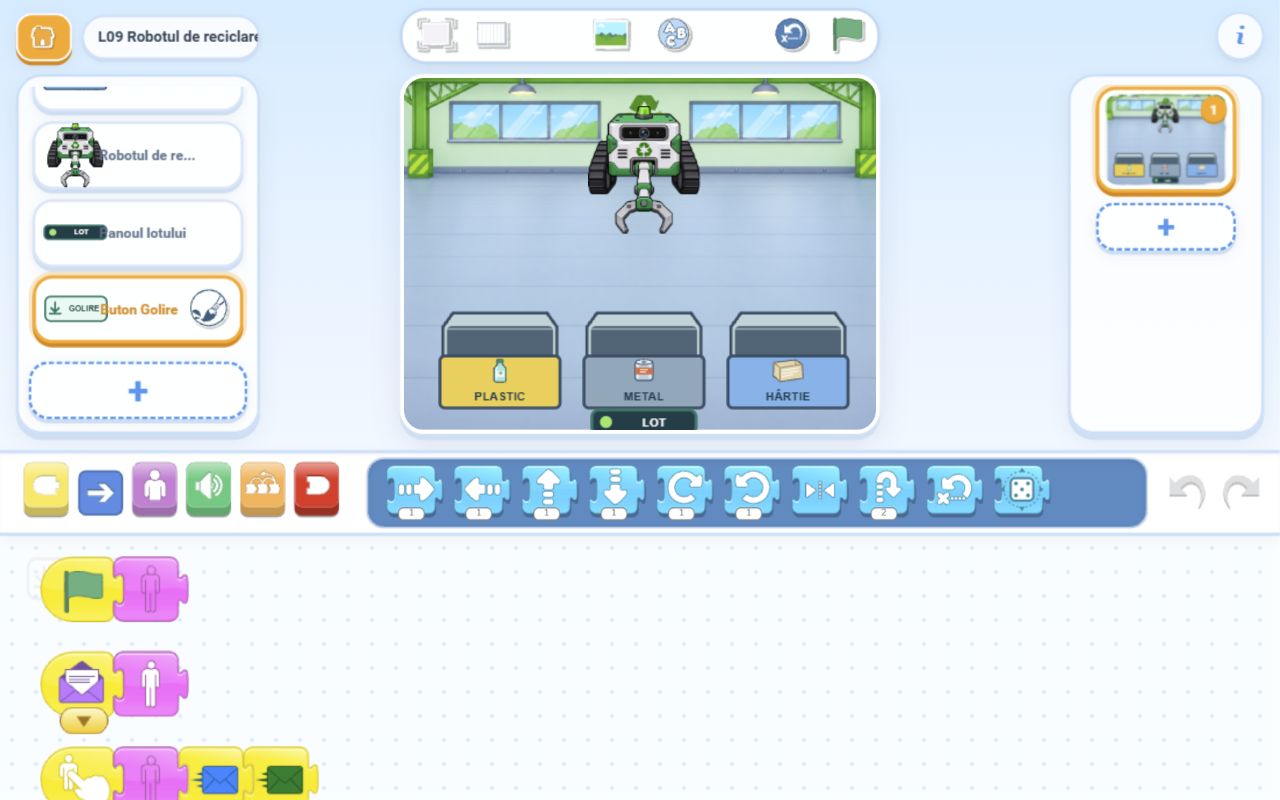 L09 Robotul de reciclare
ABC
i
Robotul de re...
LOT
Panoul lotului
GOLIRE
Buton Golire
+
PLASTIC
METAL
HÂRTIE
LOT
1
+
1
1
1
1
1
1
2